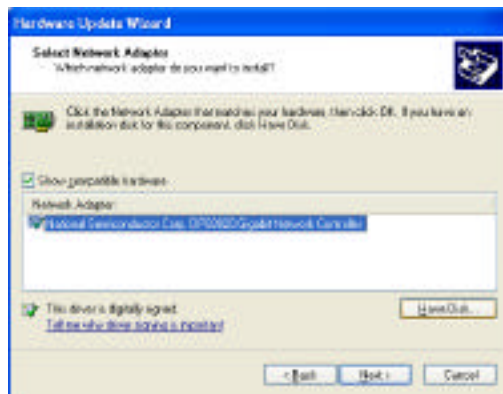 Hardware Update Wizard
Select Network Adapter
Which network adapter do you want to install?
Click the Network Adapter that matches your hardware, then click OK. If you have an
installation disk for this component, click Have Disk.
Show compatible hardware
Network Adapter
National Semiconductor Corp. Gigabit Network Controller
This driver is digitally signed.
Tell me why driver signing is important
Have Disk...
< Back
Next >
Cancel